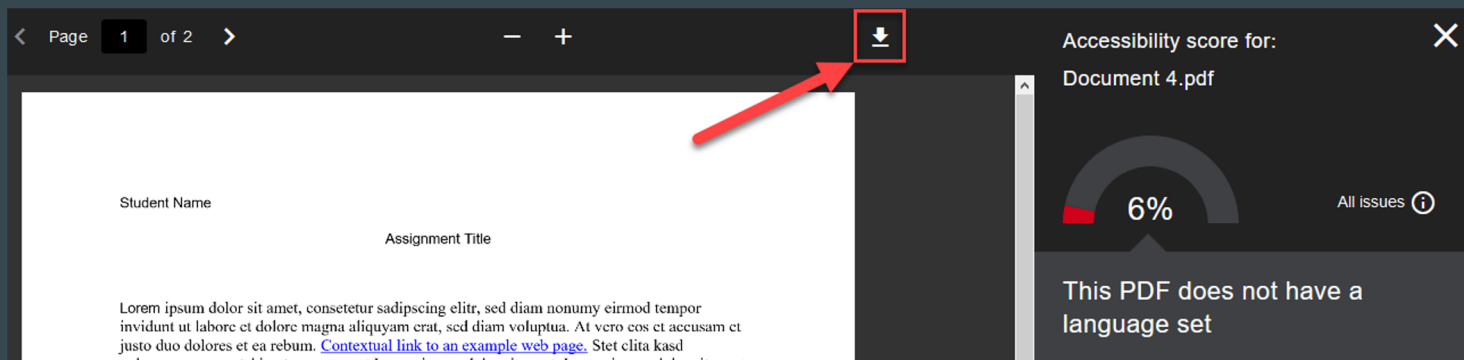 Page 1 of 2
Accessibility score for:
Document 4.pdf
6%
All issues
This PDF does not have a
language set
Student Name
Assignment Title
Lorem ipsum dolor sit amet, consetetur sadipscing elitr, sed diam nonumy eirmod tempor
invidunt ut labore et dolore magna aliquyam erat, sed diam voluptua. At vero eos et accusam et
justo duo dolores et ea rebum. Contextual link to an example web page. Stet clita kasd